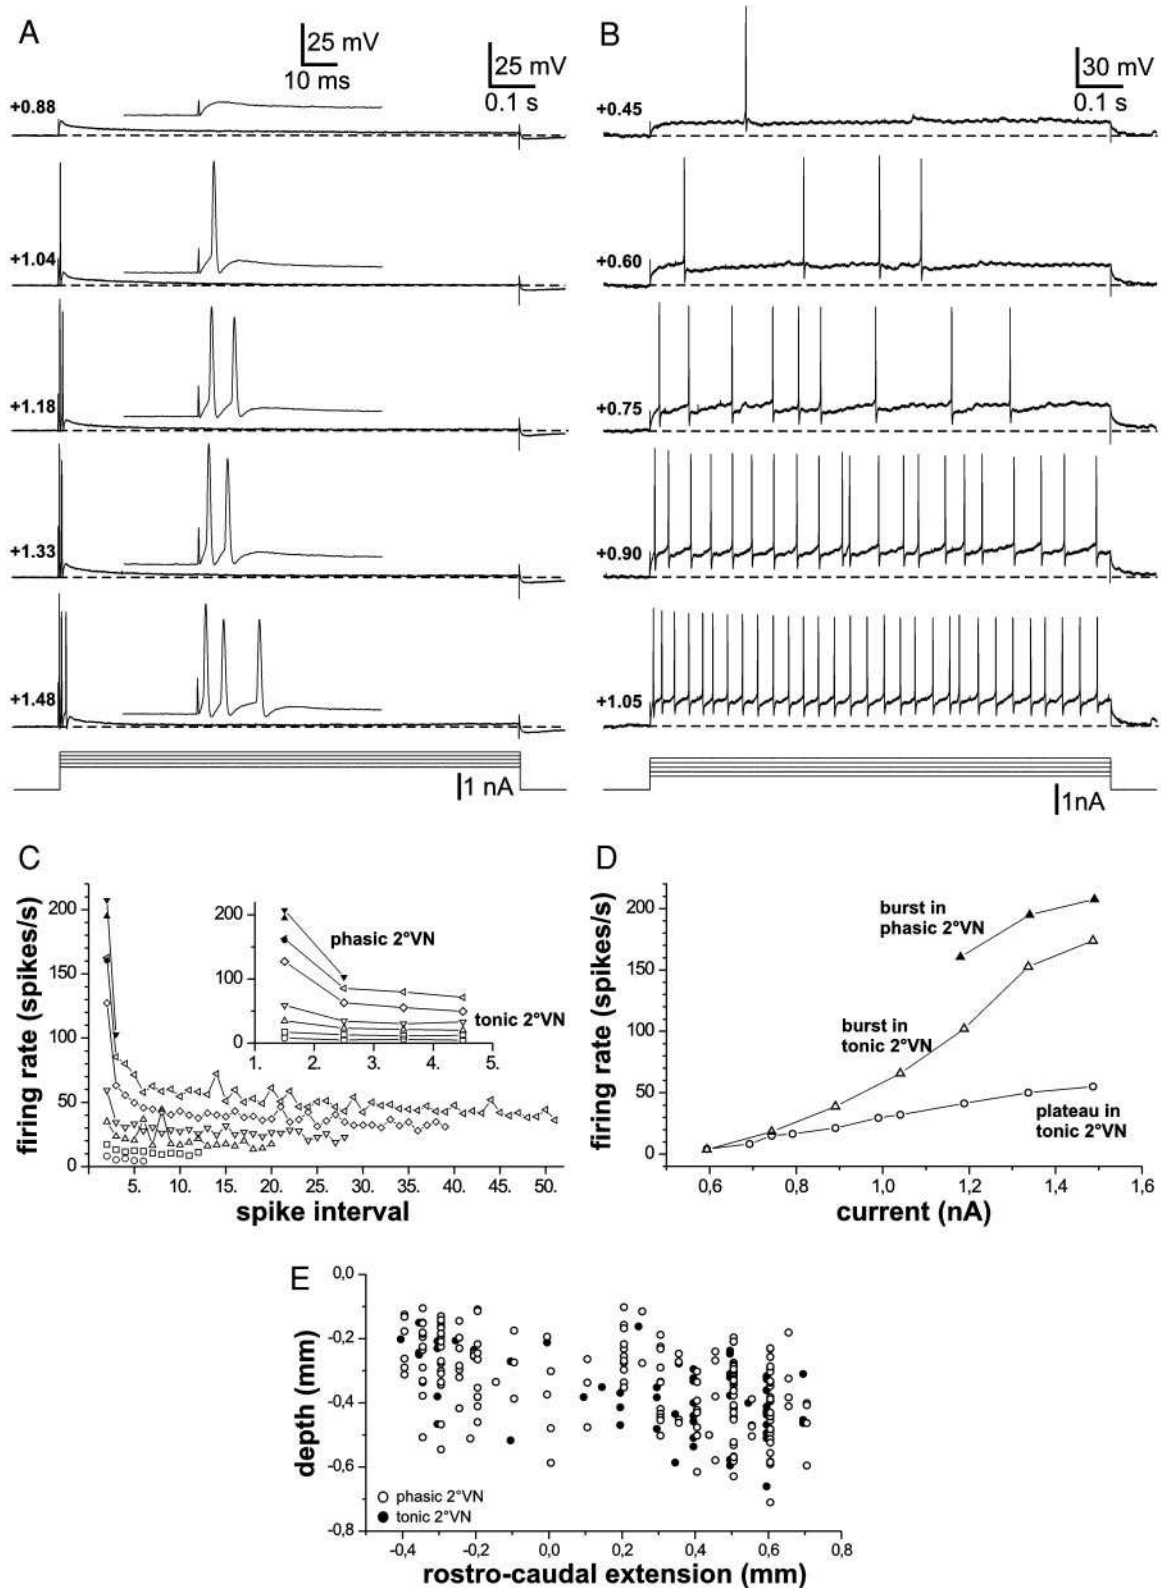 A
B
25 mV
10 ms
25 mV
0.1 s
30 mV
0.1 s
+0.88
+1.04
+1.18
+1.33
+1.48
1 nA
+0.45
+0.60
+0.75
+0.90
+1.05
1nA
C
firing rate (spikes/s)
200
150
100
50
0
5. 10. 15. 20. 25. 30. 35. 40. 45. 50.
spike interval
200
100
0
1. 2. 3. 4. 5.
phasic 2°VN
tonic 2°VN
D
firing rate (spikes/s)
200
150
100
50
0
0,6 0,8 1,0 1,2 1,4 1,6
current (nA)
burst in
phasic 2°VN
burst in
tonic 2°VN
plateau in
tonic 2°VN
E
depth (mm)
0,0
-0,2
-0,4
-0,6
-0,8
phasic 2°VN
tonic 2°VN
-0,4 -0,2 0,0 0,2 0,4 0,6 0,8
rostro-caudal extension (mm)